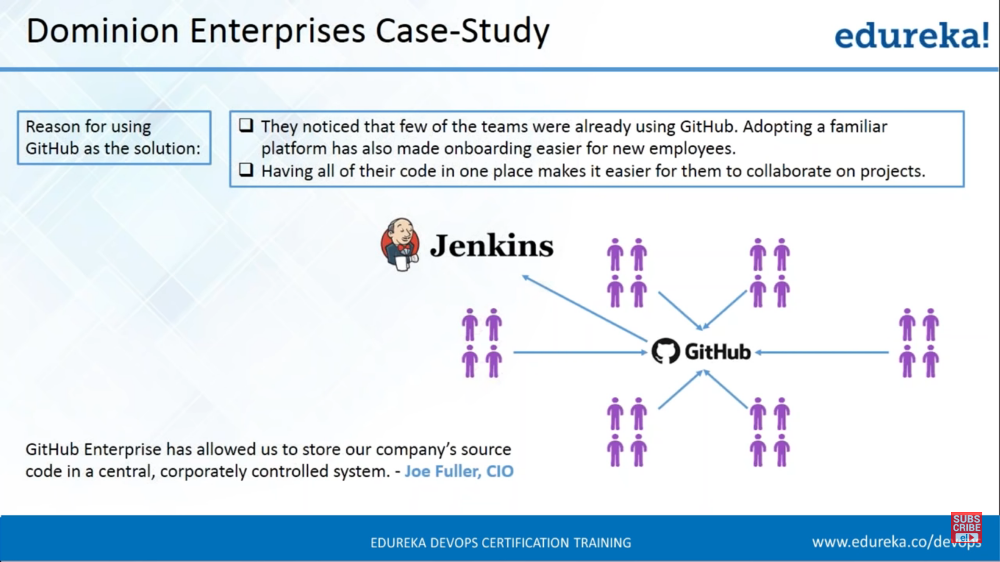 Dominion Enterprises Case-Study
edureka!
Reason for using
GitHub as the solution:
They noticed that few of the teams were already using GitHub. Adopting a familiar
platform has also made onboarding easier for new employees.
Having all of their code in one place makes it easier for them to collaborate on projects.
Jenkins
GitHub
GitHub Enterprise has allowed us to store our company's source
code in a central, corporately controlled system. - Joe Fuller, CIO
EDUREKA DEVOPS CERTIFICATION TRAINING
www.edureka.co/devops
SUBS
CRIBE
e!